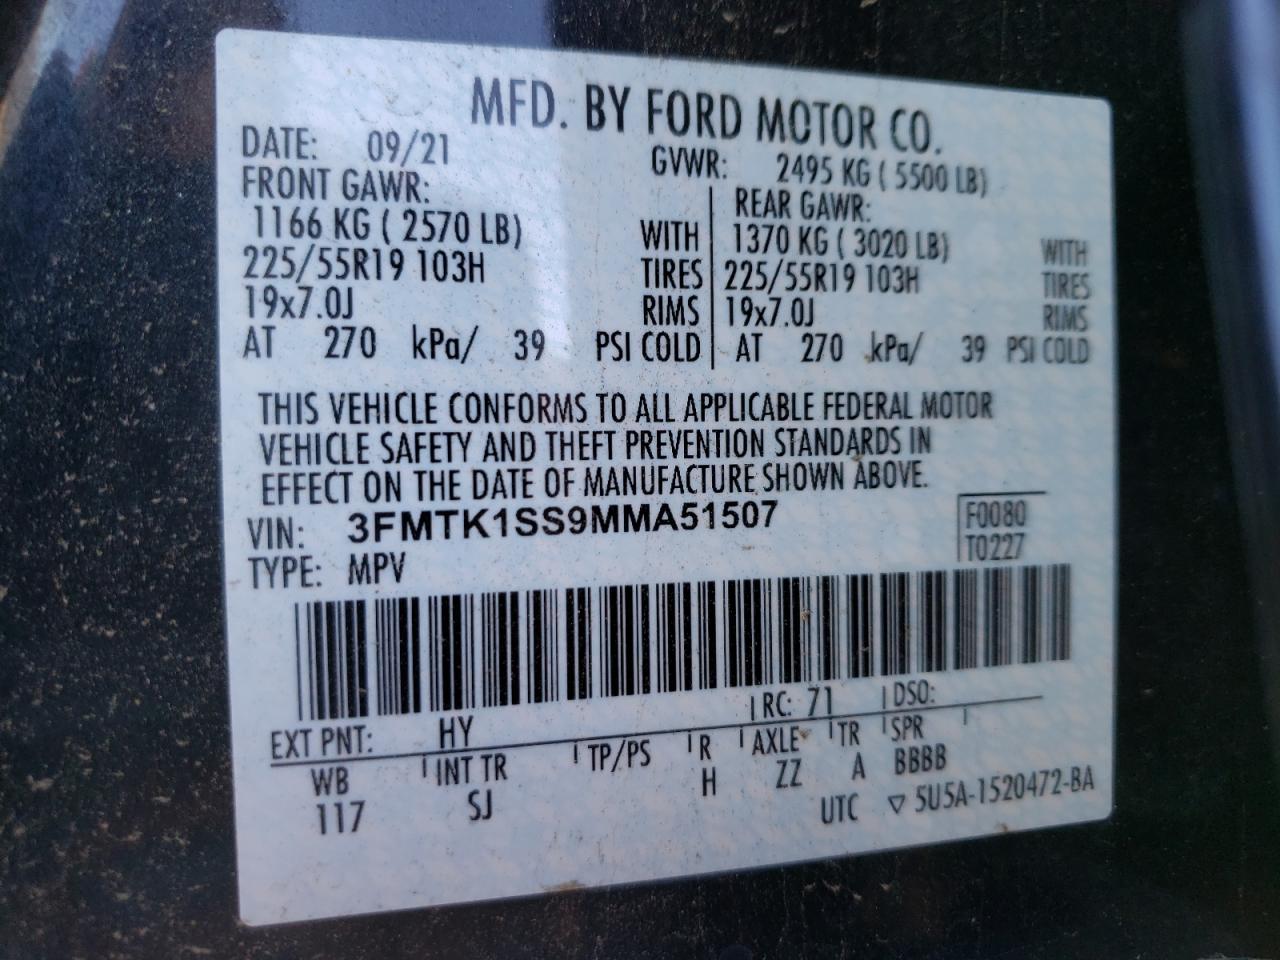 MFD. BY FORD MOTOR CO.
DATE: 09/21 GVWR: 2495 KG ( 5500 LB)
FRONT GAWR: REAR GAWR:
1166 KG ( 2570 LB) WITH 1370 KG ( 3020 LB) WITH
225/55R19 103H TIRES 225/55R19 103H TIRES
19x7.0J RIMS 19x7.0J RIMS
AT 270 kPa/ 39 PSI COLD AT 270 kPa/ 39 PSI COLD
THIS VEHICLE CONFORMS TO ALL APPLICABLE FEDERAL MOTOR
VEHICLE SAFETY AND THEFT PREVENTION STANDARDS IN
EFFECT ON THE DATE OF MANUFACTURE SHOWN ABOVE.
VIN: 3FMTK1SS9MMA51507 F0080
TYPE: MPV T0227
EXT PNT: HY RC: 71 DSO:
WB INT TR TP/PS R AXLE TR SPR
117 SJ H ZZ A BBBB
UTC ▽ 5U5A-1520472-BA